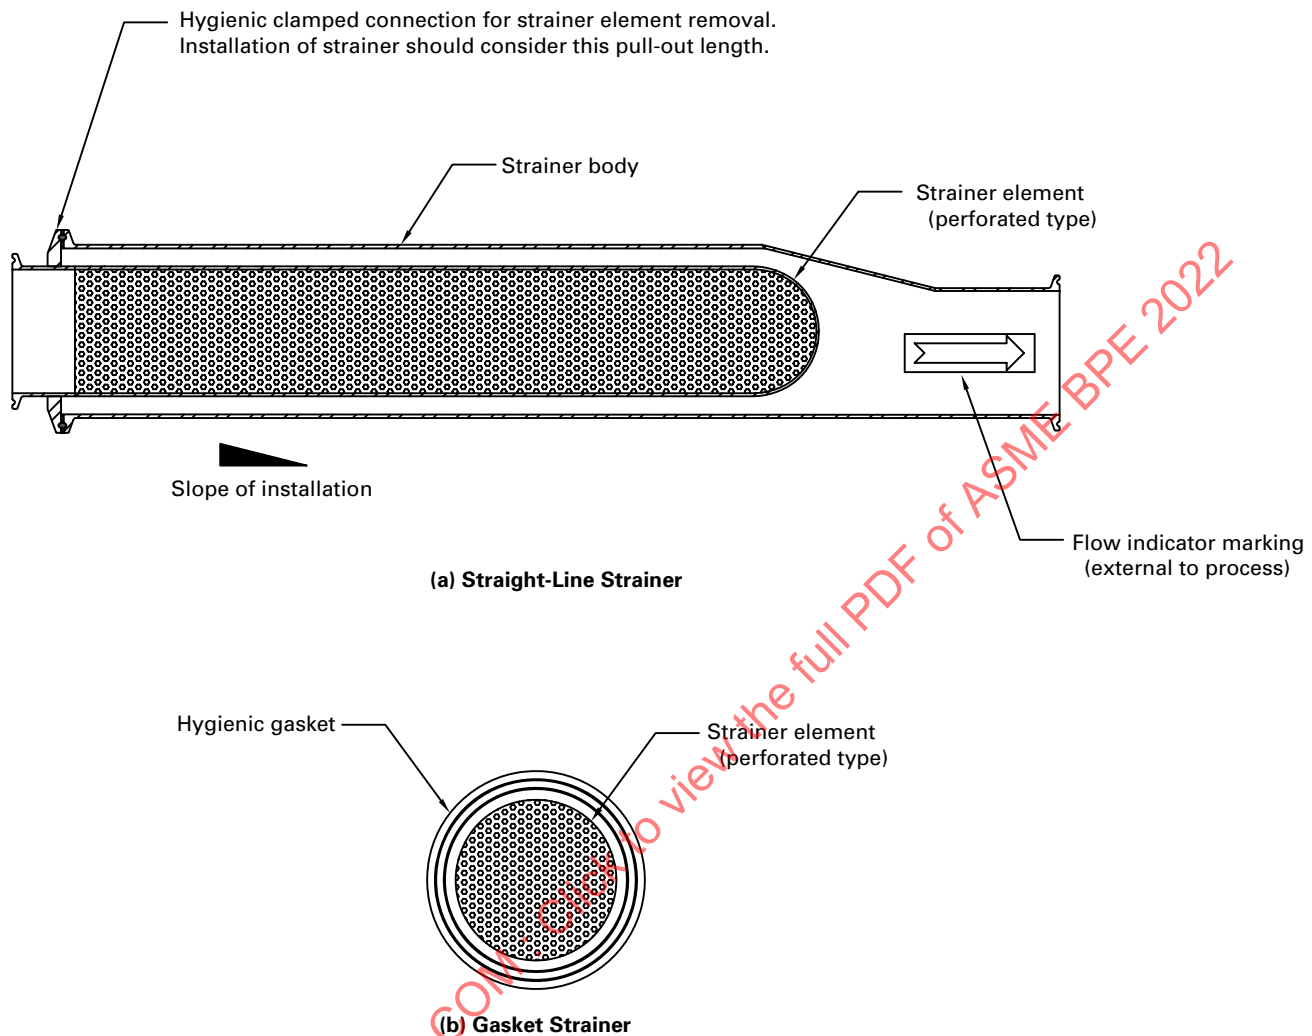 Hygienic clamped connection for strainer element removal.
Installation of strainer should consider this pull-out length.
Strainer body
Strainer element
(perforated type)
Slope of installation
Flow indicator marking
(external to process)
(a) Straight-Line Strainer
Hygienic gasket
Strainer element
(perforated type)
(b) Gasket Strainer
COM : Click to view the full PDF of ASME BPE 2022